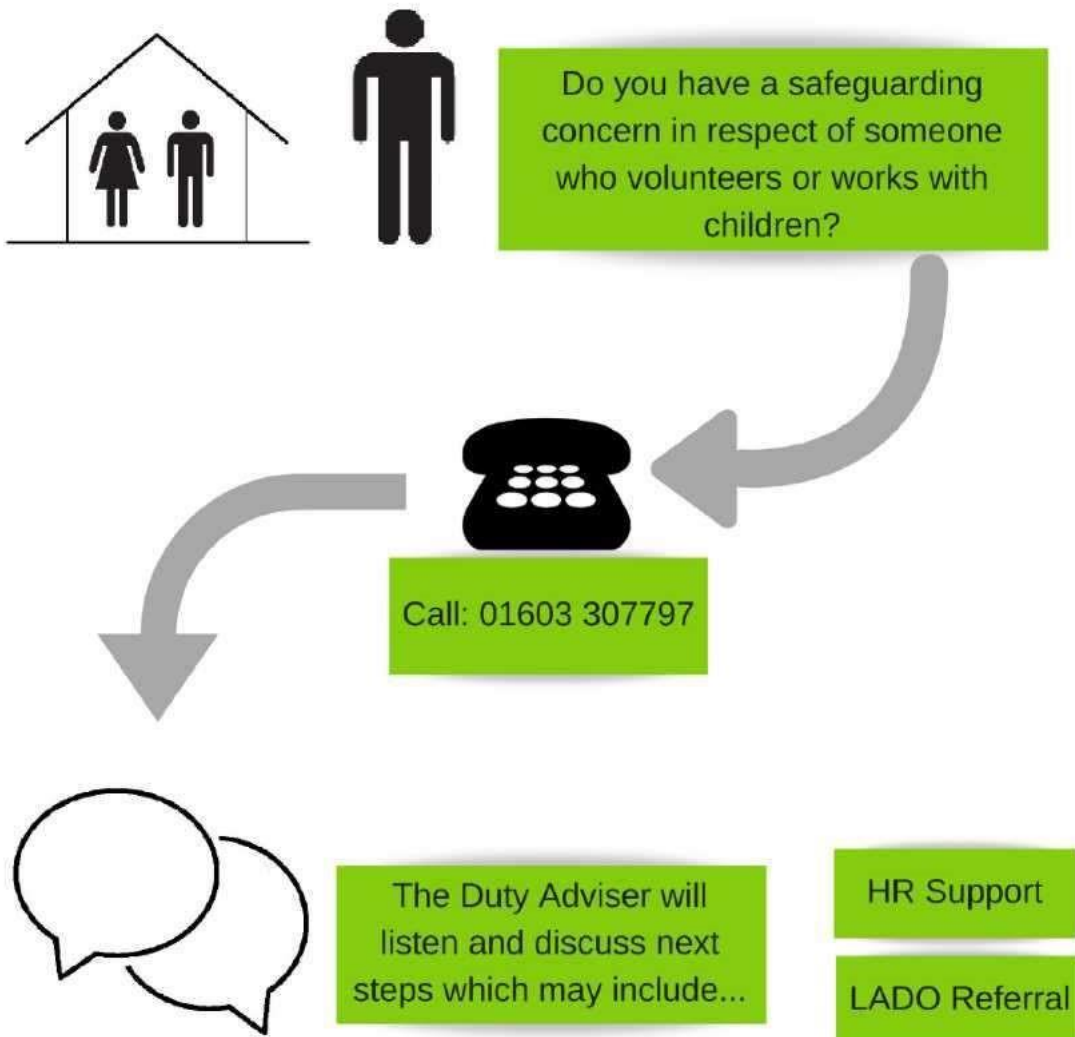 Do you have a safeguarding
concern in respect of someone
who volunteers or works with
children?
Call: 01603 307797
The Duty Adviser will
listen and discuss next
steps which may include...
HR Support
LADO Referral